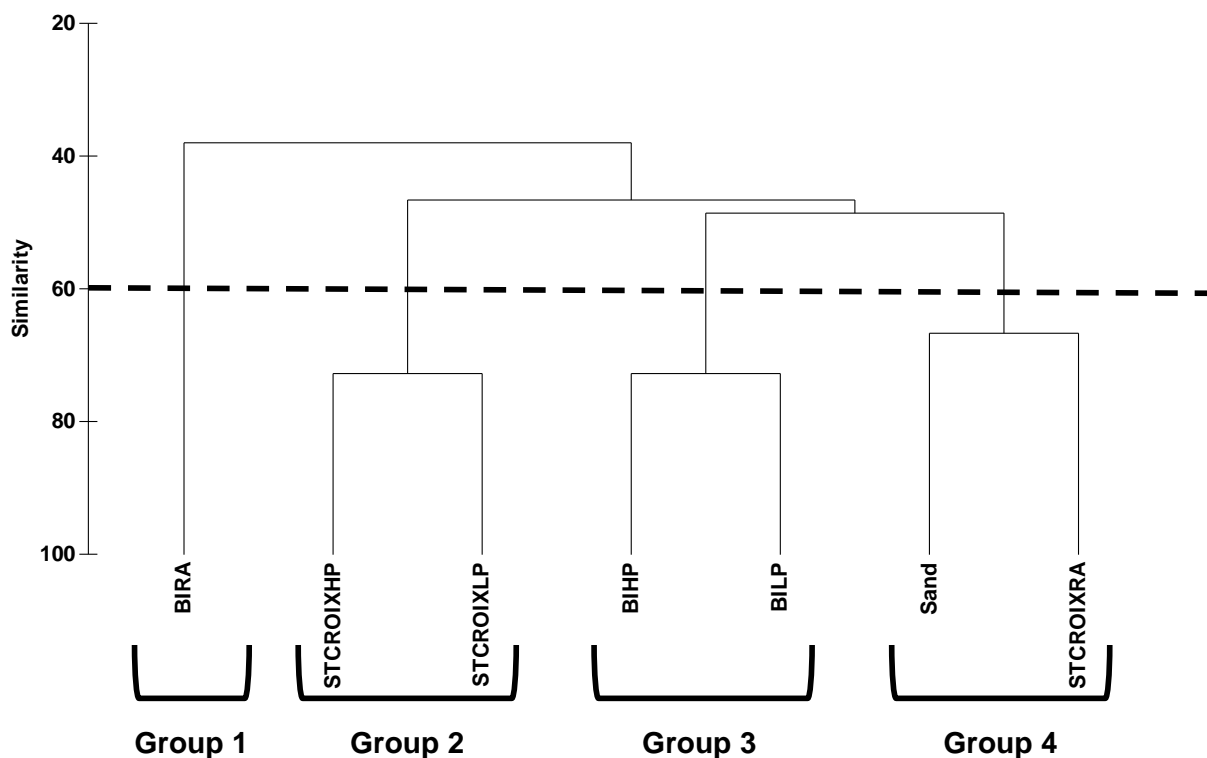 20
40
60
80
100
Similarity
BIRA
STCROIXHP
STCROIXLP
BIHP
BILP
Sand
STCROIXRA
Group 1
Group 2
Group 3
Group 4